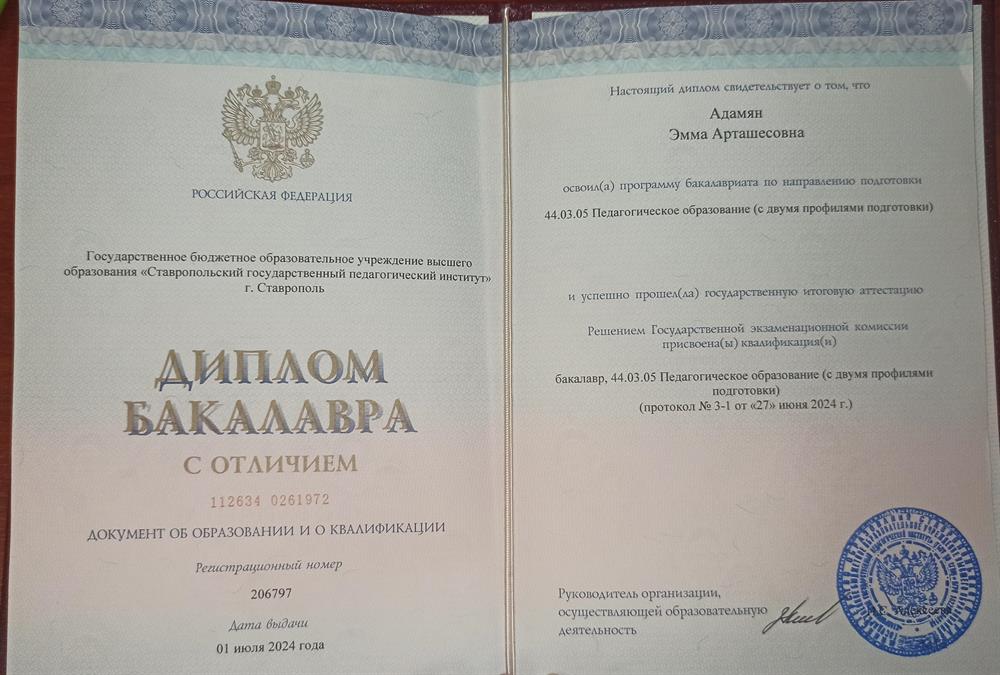 РОССИЙСКАЯ ФЕДЕРАЦИЯ
Государственное бюджетное образовательное учреждение высшего
образования «Ставропольский государственный педагогический институт»
г. Ставрополь
ДИПЛОМ
БАКАЛАВРА
С ОТЛИЧИЕМ
112634 0261972
ДОКУМЕНТ ОБ ОБРАЗОВАНИИ И О КВАЛИФИКАЦИИ
Регистрационный номер
206797
Дата выдачи
01 июля 2024 года
Настоящий диплом свидетельствует о том, что
Адамян
Эмма Арташесовна
освоил(а) программу бакалавриата по направлению подготовки
44.03.05 Педагогическое образование (с двумя профилями подготовки)
и успешно прошел(ла) государственную итоговую аттестацию
Решением Государственной экзаменационной комиссии
присвоена(ы) квалификация(и)
бакалавр, 44.03.05 Педагогическое образование (с двумя профилями
подготовки)
(протокол № 3-1 от «27» июня 2024 г.)
Руководитель организации,
осуществляющей образовательную
деятельность
Алексеева